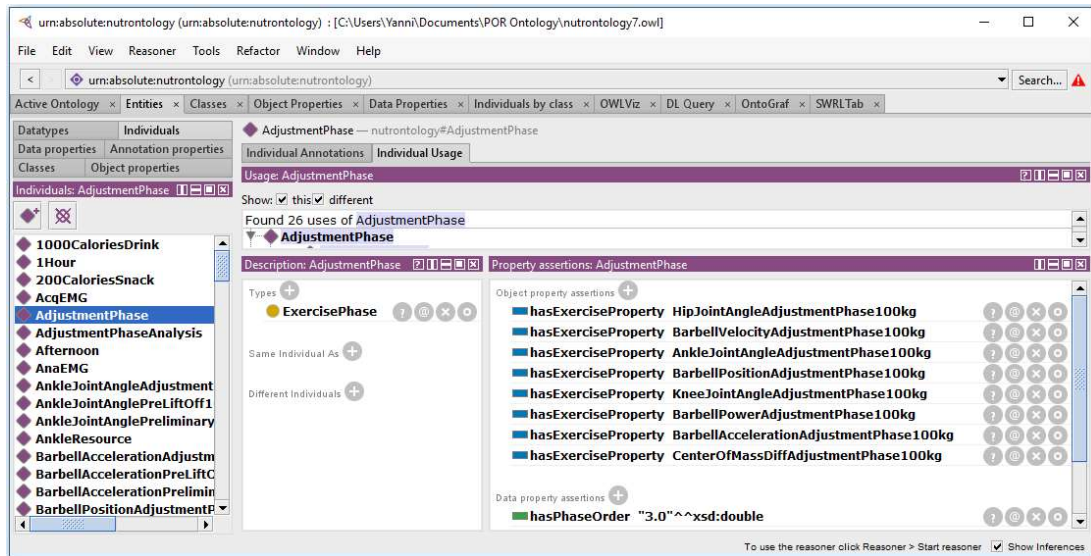 urn:absolute:nutrontology (urn:absolute:nutrontology) : [C:\Users\Yanni\Documents\POR Ontology\nutrontology7.owl]
File Edit View Reasoner Tools Refactor Window Help
< > urn:absolute:nutrontology (urn:absolute:nutrontology) Search...
Active Ontology × Entities × Classes × Object Properties × Data Properties × Individuals by class × OWLViz × DL Query × OntoGraf × SWRLTab ×
Datatypes Individuals
Data properties Annotation properties
Classes Object properties
Individuals: AdjustmentPhase
1000CaloriesDrink
1Hour
200CaloriesSnack
AcqEMG
AdjustmentPhase
AdjustmentPhaseAnalysis
Afternoon
AnaEMG
AnkleJointAngleAdjustment
AnkleJointAnglePreLiftOff1
AnkleJointAnglePreliminary
AnkleResource
BarbellAccelerationAdjustm
BarbellAccelerationPreLiftO
BarbellAccelerationPrelimin
BarbellPositionAdjustmentP
AdjustmentPhase — nutrontology#AdjustmentPhase
Individual Annotations Individual Usage
Usage: AdjustmentPhase
Show: this different
Found 26 uses of AdjustmentPhase
AdjustmentPhase
Description: AdjustmentPhase
Types
ExercisePhase
Same Individual As
Different Individuals
Property assertions: AdjustmentPhase
Object property assertions
hasExerciseProperty HipJointAngleAdjustmentPhase100kg
hasExerciseProperty BarbellVelocityAdjustmentPhase100kg
hasExerciseProperty AnkleJointAngleAdjustmentPhase100kg
hasExerciseProperty BarbellPositionAdjustmentPhase100kg
hasExerciseProperty KneeJointAngleAdjustmentPhase100kg
hasExerciseProperty BarbellPowerAdjustmentPhase100kg
hasExerciseProperty BarbellAccelerationAdjustmentPhase100kg
hasExerciseProperty CenterOfMassDiffAdjustmentPhase100kg
Data property assertions
hasPhaseOrder "3.0"^^xsd:double
To use the reasoner click Reasoner > Start reasoner Show Inferences